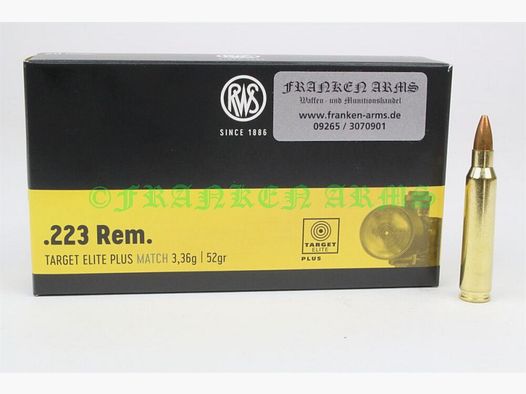 RWS
SINCE 1886
FRANKEN ARMS
Waffen - und Munitionshandel
www.franken-arms.de
09265 / 3070901
©FRANKEN ARMS
.223 Rem.
TARGET ELITE PLUS MATCH 3,36g | 52gr
TARGET
ELITE
PLUS